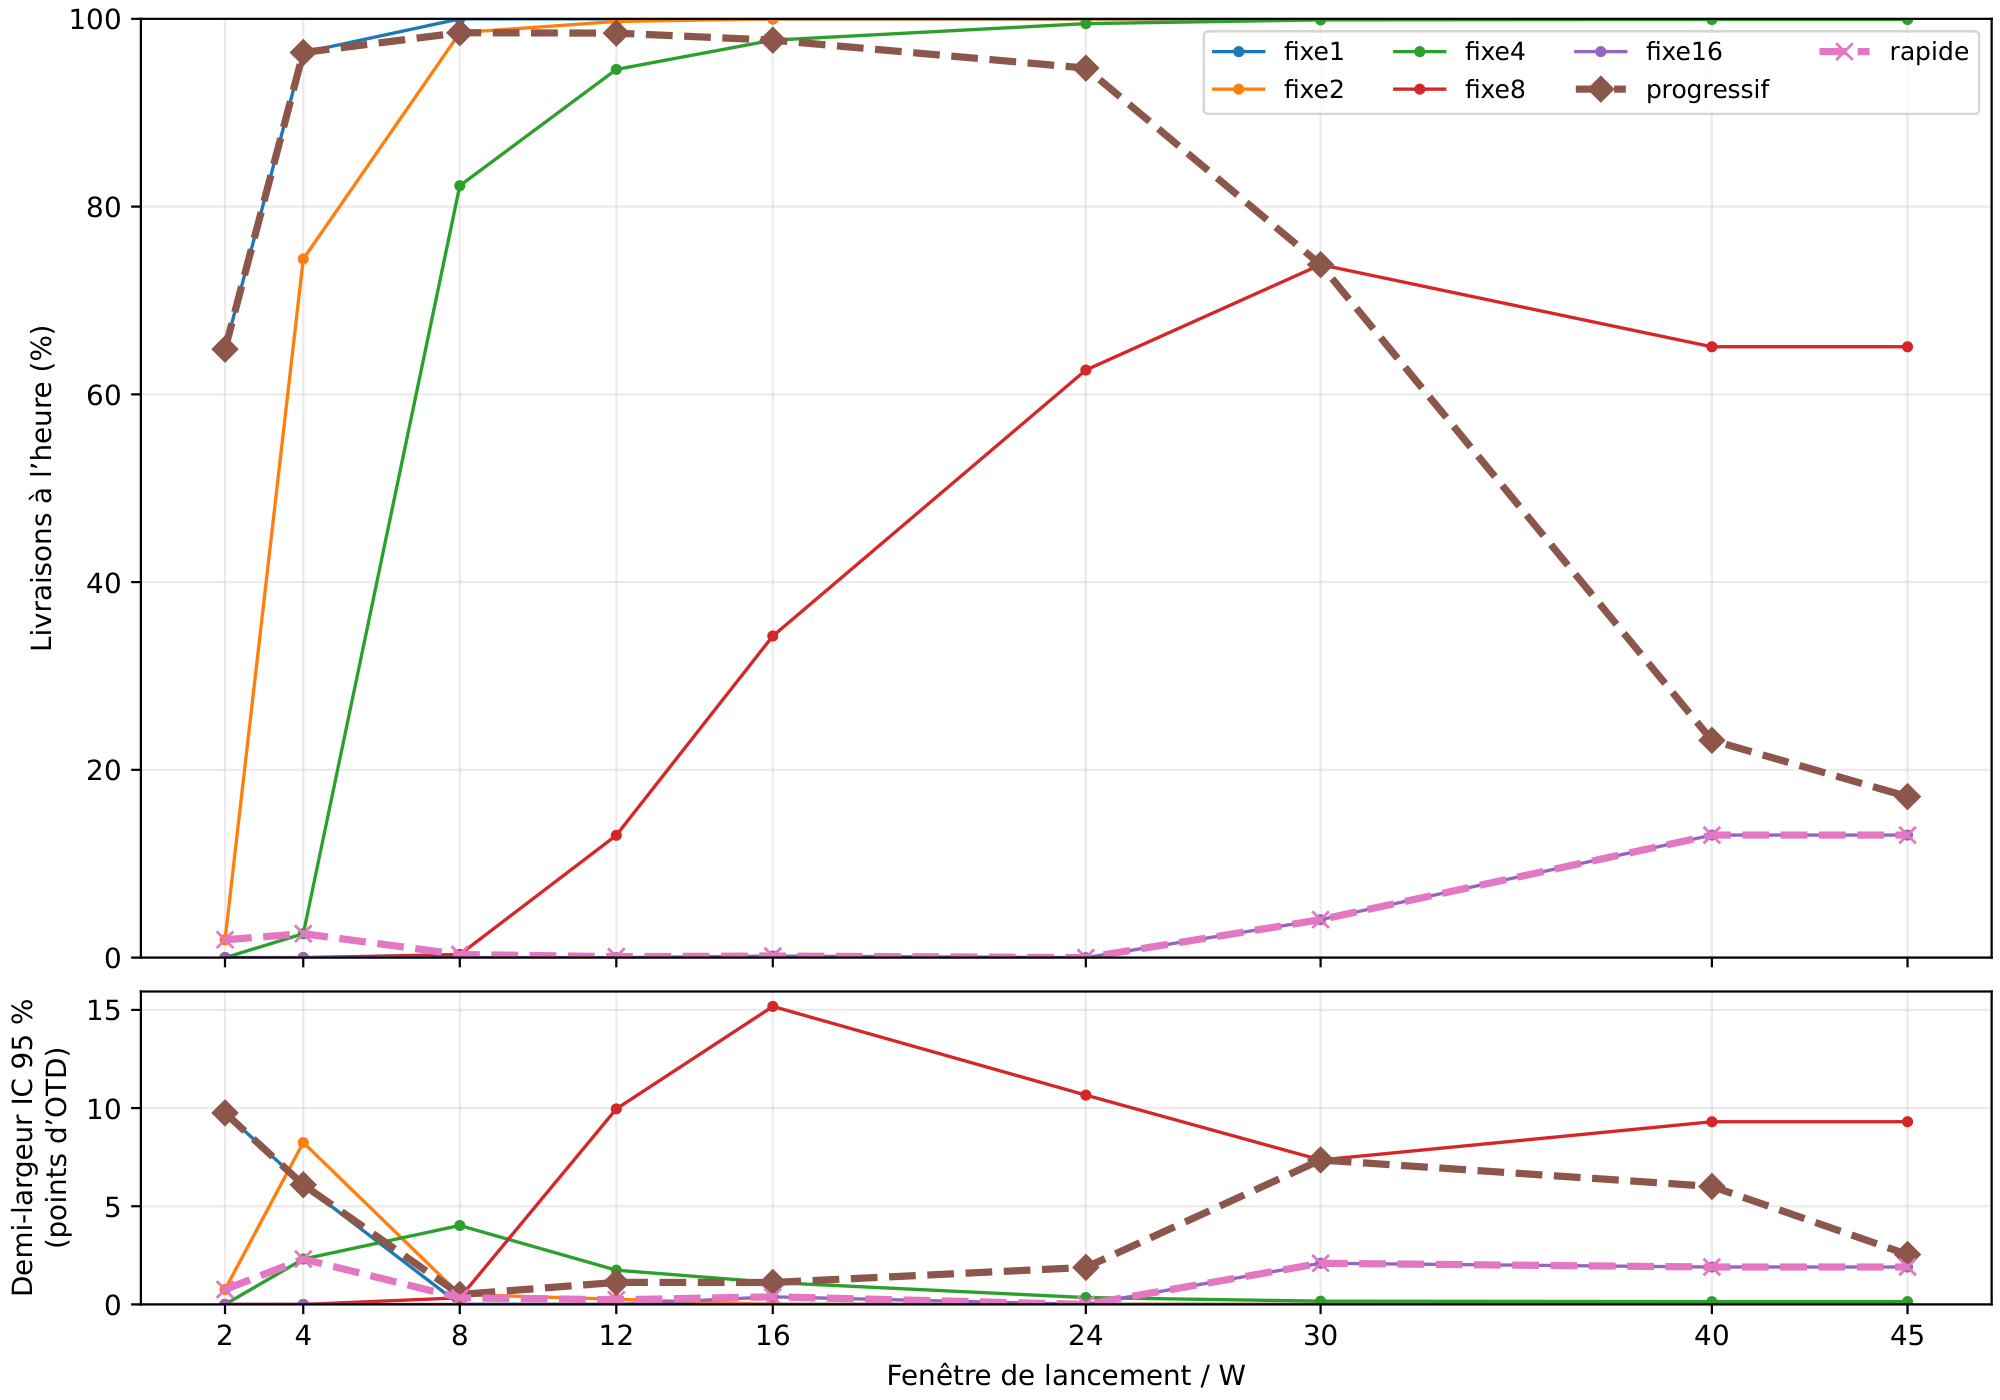 100
80
60
40
20
0
Livraisons à l’heure (%)
fixe1
fixe2
fixe4
fixe8
fixe16
progressif
rapide
15
10
5
0
Demi-largeur IC 95 %
(points d’OTD)
2 4 8 12 16 24 30 40 45
Fenêtre de lancement / W